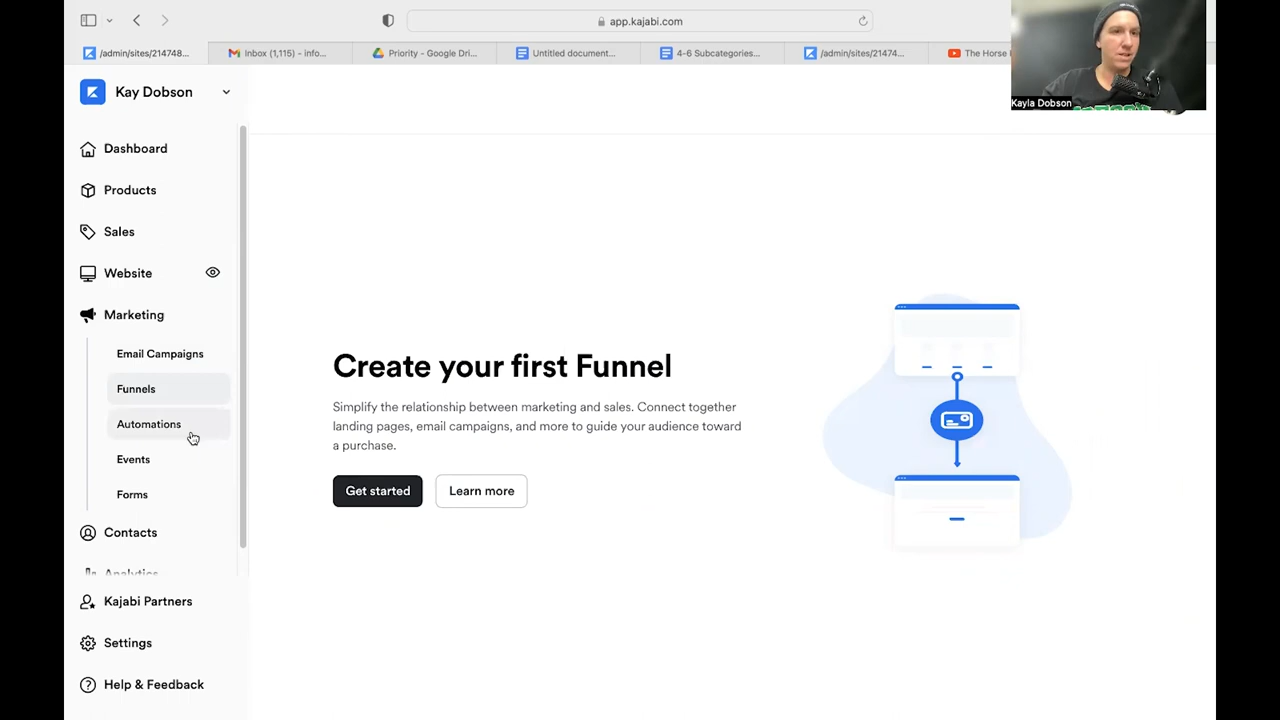 app.kajabi.com
/admin/sites/214748...
Inbox (1,115) – info...
Priority - Google Dri...
Untitled document...
4-6 Subcategories...
/admin/sites/21474...
The Horse
Kayla Dobson
Kay Dobson
Dashboard
Products
Sales
Website
Marketing
Email Campaigns
Funnels
Automations
Events
Forms
Contacts
Analytics
Kajabi Partners
Settings
Help & Feedback
Create your first Funnel
Simplify the relationship between marketing and sales. Connect together
landing pages, email campaigns, and more to guide your audience toward
a purchase.
Get started
Learn more